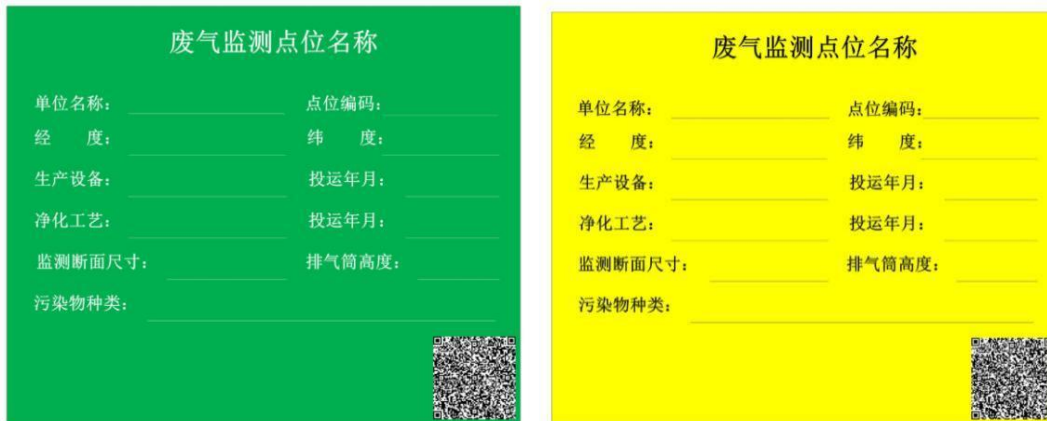 废气监测点位名称
单位名称： 点位编码：
经 度： 纬 度：
生产设备： 投运年月：
净化工艺： 投运年月：
监测断面尺寸： 排气筒高度：
污染物种类：
废气监测点位名称
单位名称： 点位编码：
经 度： 纬 度：
生产设备： 投运年月：
净化工艺： 投运年月：
监测断面尺寸： 排气筒高度：
污染物种类：